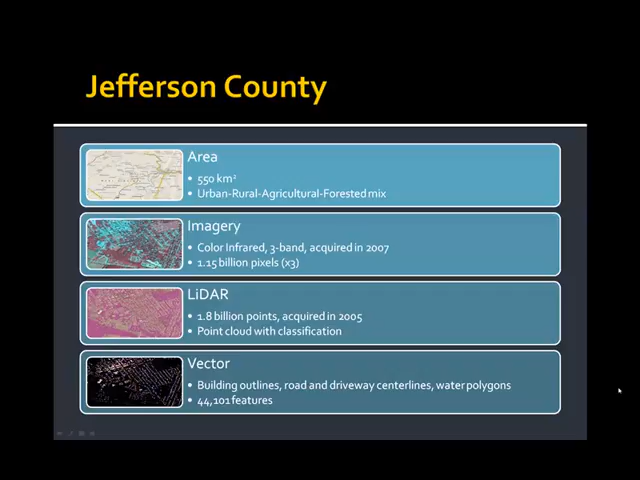 Jefferson County
Area
• 550 km²
• Urban-Rural-Agricultural-Forested mix
Imagery
• Color Infrared, 3-band, acquired in 2007
• 1.15 billion pixels (x3)
LiDAR
• 1.8 billion points, acquired in 2005
• Point cloud with classification
Vector
• Building outlines, road and driveway centerlines, water polygons
• 44,101 features